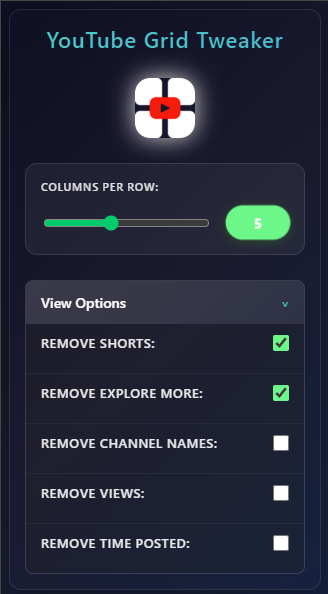 YouTube Grid Tweaker
COLUMNS PER ROW:
5
View Options
v
REMOVE SHORTS:
REMOVE EXPLORE MORE:
REMOVE CHANNEL NAMES:
REMOVE VIEWS:
REMOVE TIME POSTED: